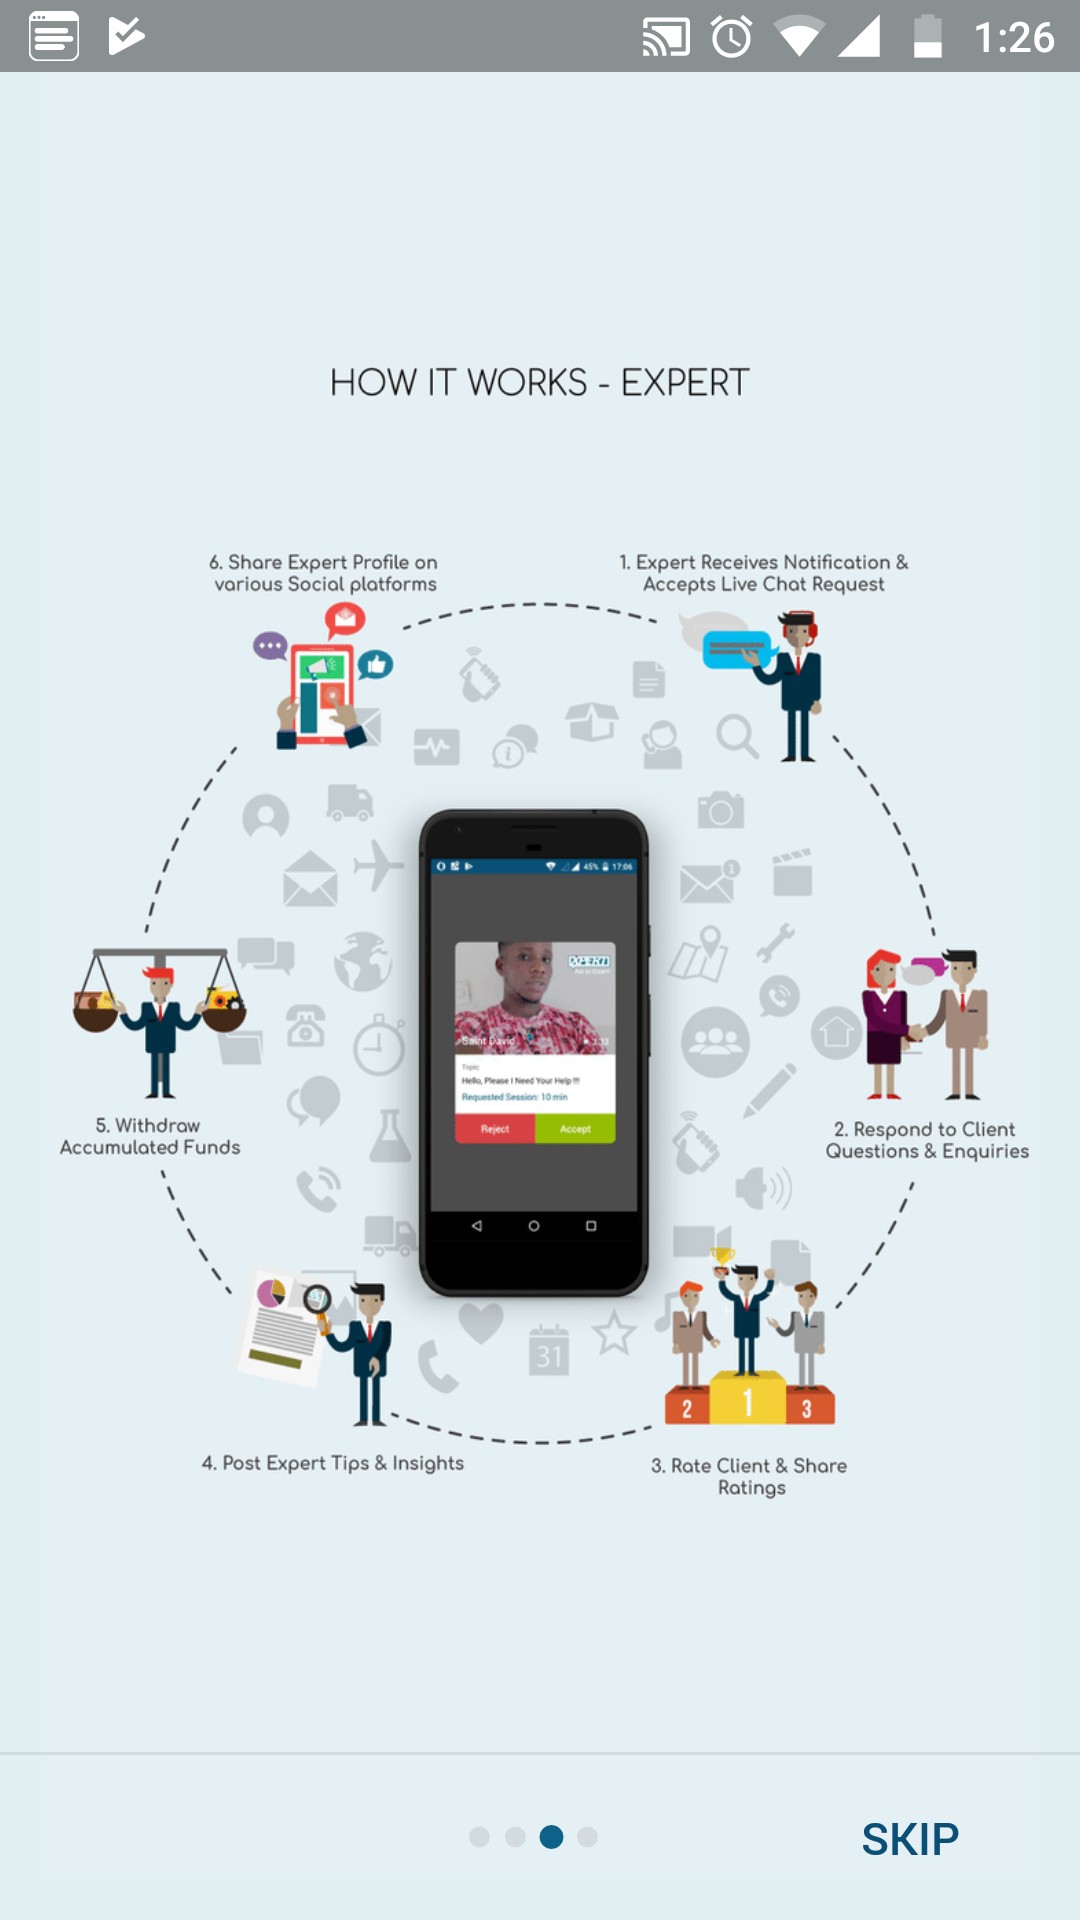 1:26
HOW IT WORKS - EXPERT
6. Share Expert Profile on
various Social platforms
1. Expert Receives Notification &
Accepts Live Chat Request
45% 17:06
1
Saint David
3:33
Topic
Hello, Please I Need Your Help !!!
Requested Session: 10 min
Reject Accept
5. Withdraw
Accumulated Funds
2. Respond to Client
Questions & Enquiries
31
2 1 3
4. Post Expert Tips & Insights
3. Rate Client & Share
Ratings
SKIP